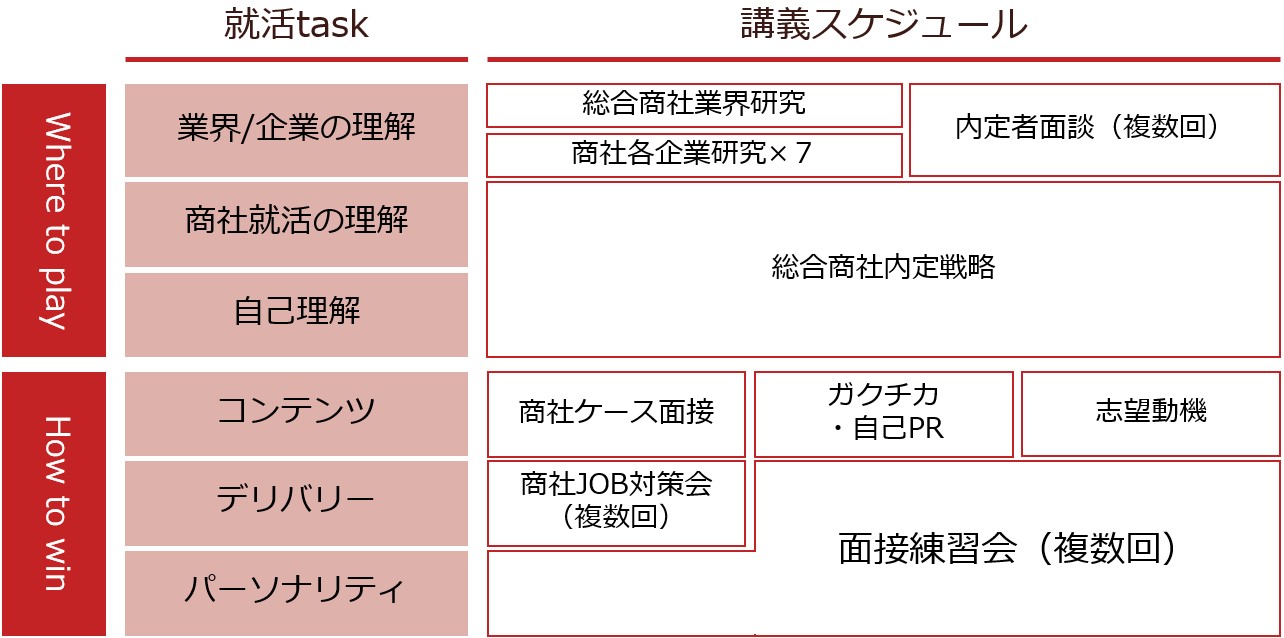 就活task
講義スケジュール
Where to play
業界/企業の理解
総合商社業界研究
商社各企業研究×７
内定者面談（複数回）
商社就活の理解
自己理解
総合商社内定戦略
How to win
コンテンツ
商社ケース面接
ガクチカ
・自己PR
志望動機
デリバリー
商社JOB対策会
（複数回）
パーソナリティ
面接練習会（複数回）